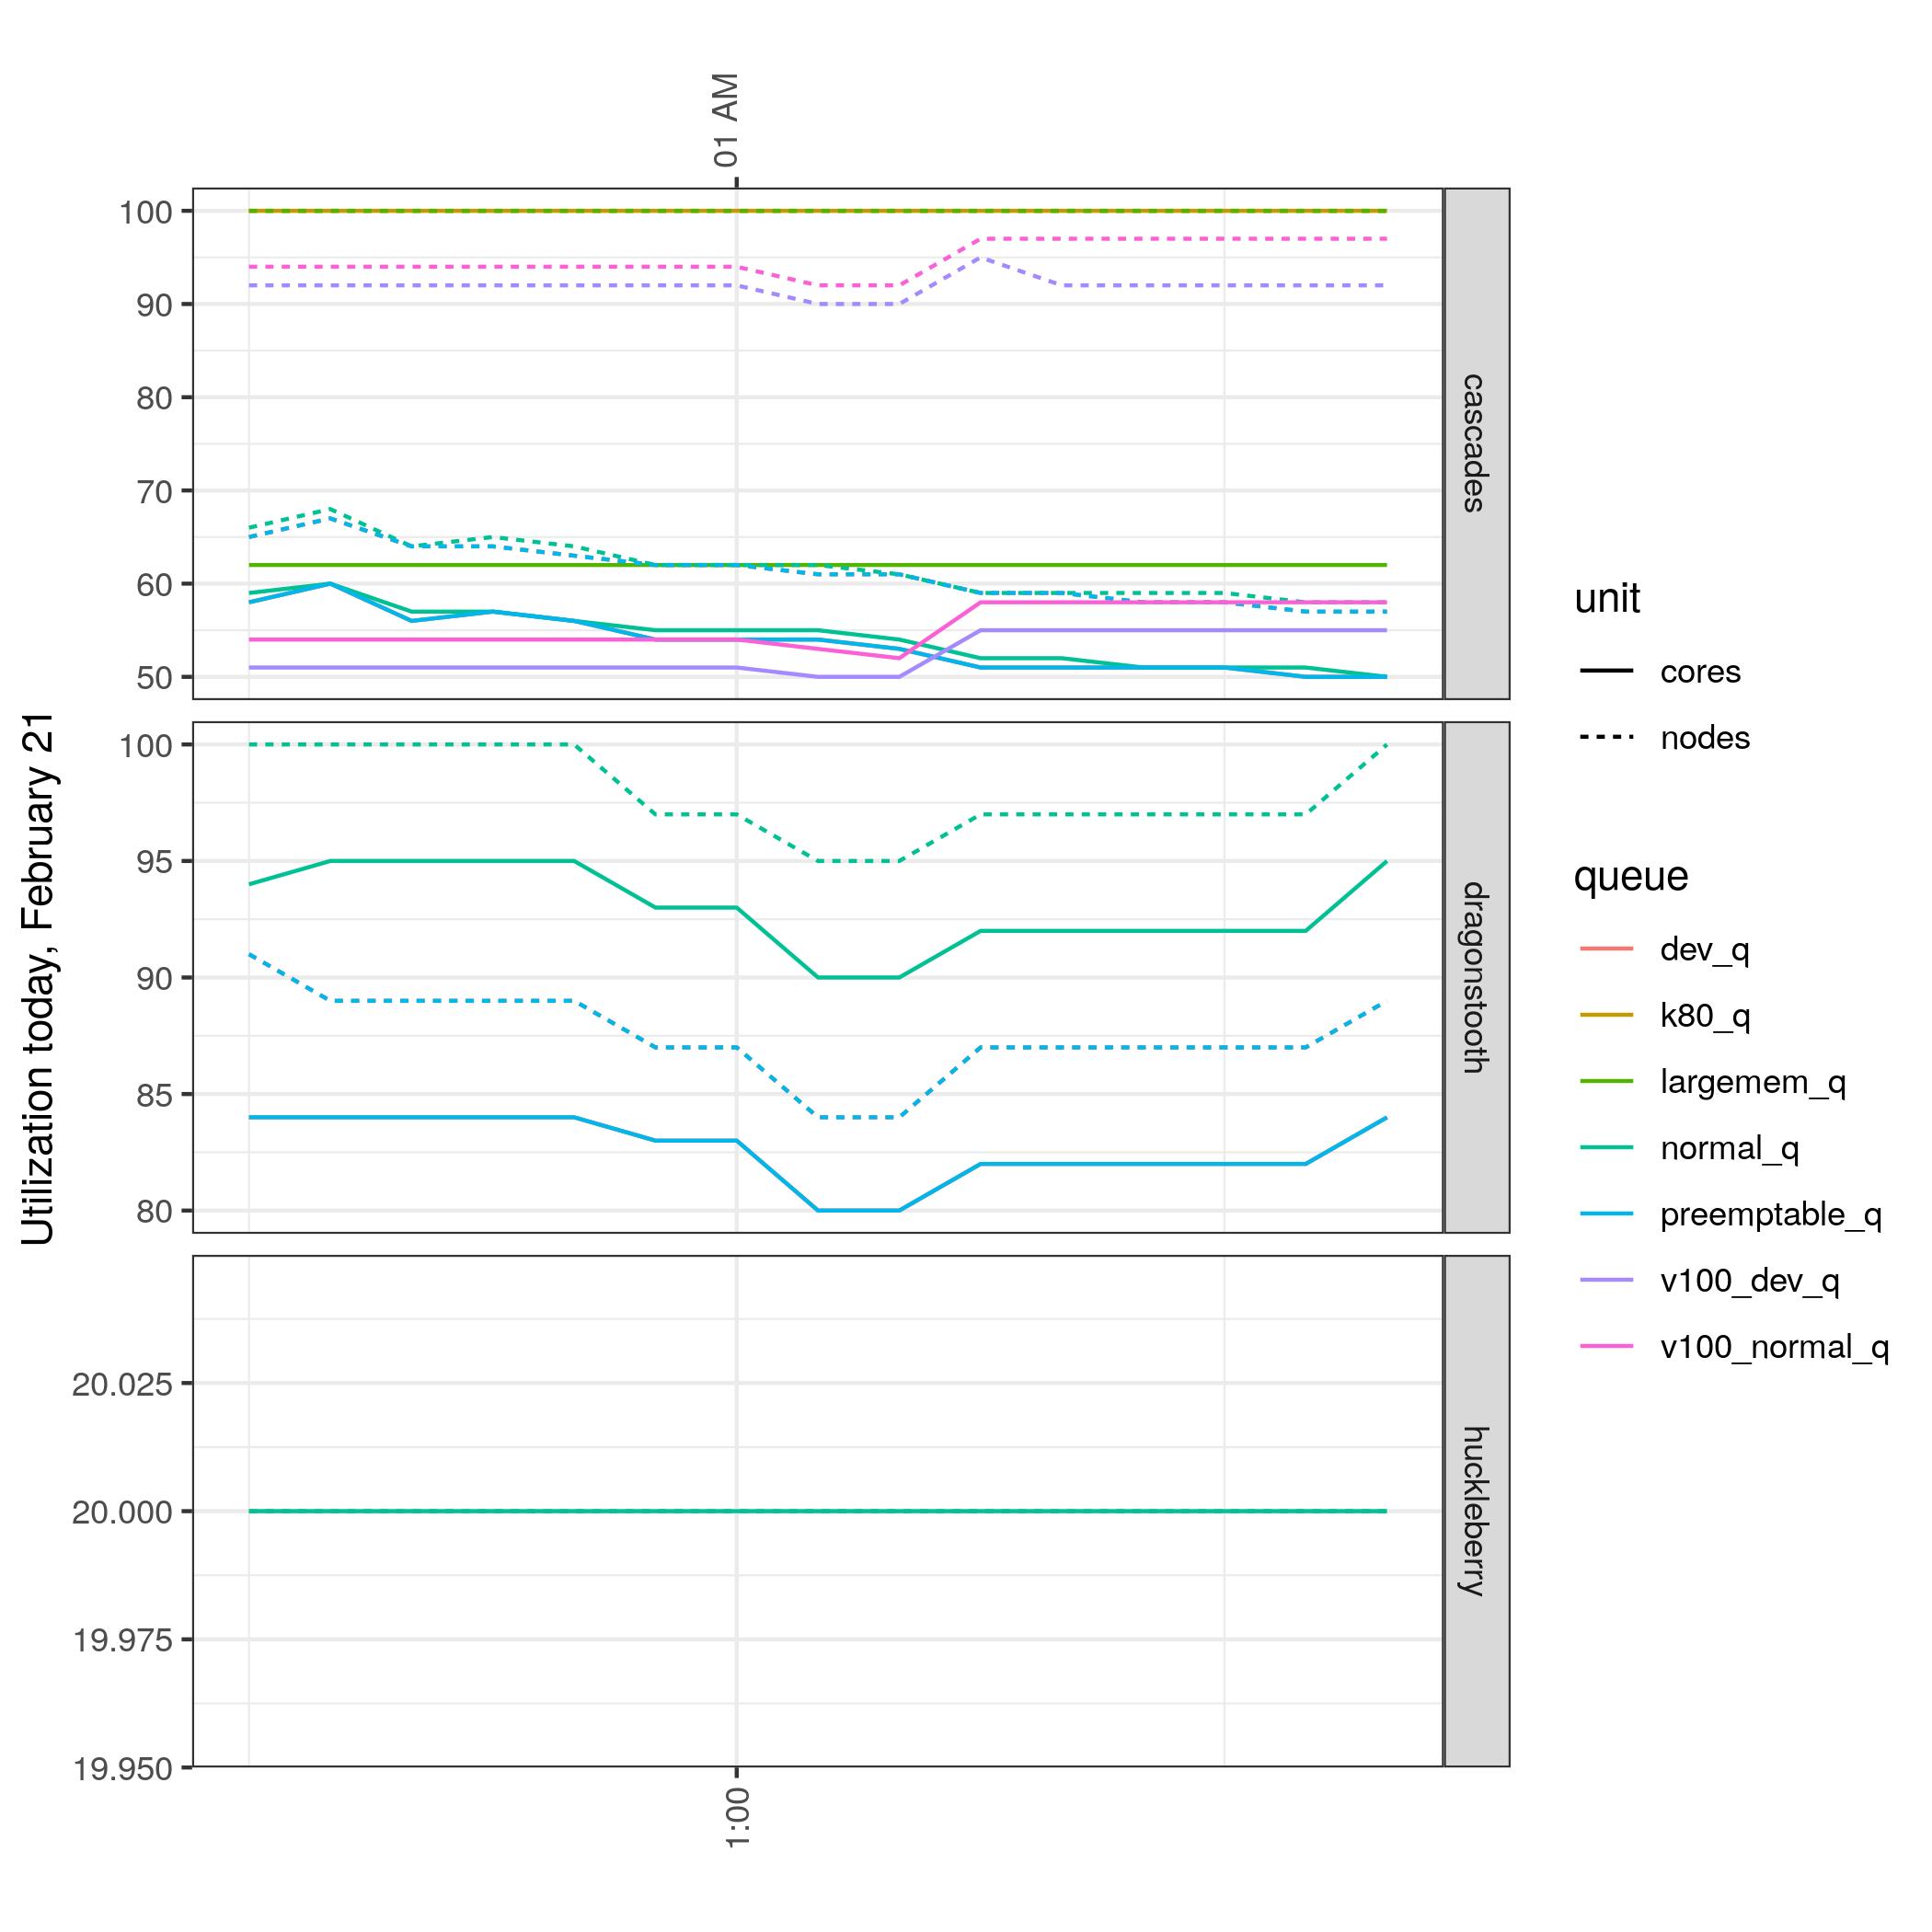 01 AM
Utilization today, February 21
100
90
80
70
60
50
cascades
100
95
90
85
80
dragonstooth
20.025
20.000
19.975
19.950
huckleberry
1:00
unit
cores
nodes
queue
dev_q
k80_q
largemem_q
normal_q
preemptable_q
v100_dev_q
v100_normal_q